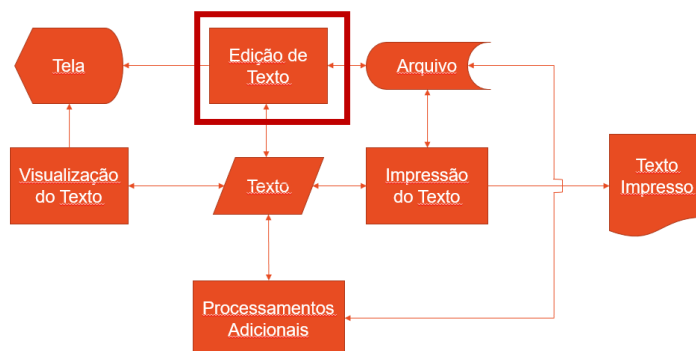 Tela
Edição de
Texto
Arquivo
Visualização
do Texto
Texto
Impressão
do Texto
Texto
Impresso
Processamentos
Adicionais